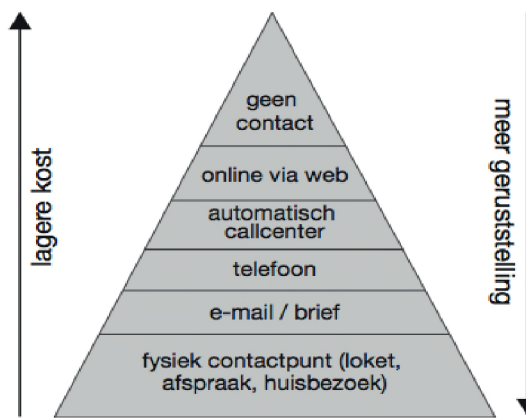 geen
contact
online via web
automatisch
callcenter
telefoon
e-mail / brief
fysiek contactpunt (loket,
afspraak, huisbezoek)
lagere kost
meer geruststelling